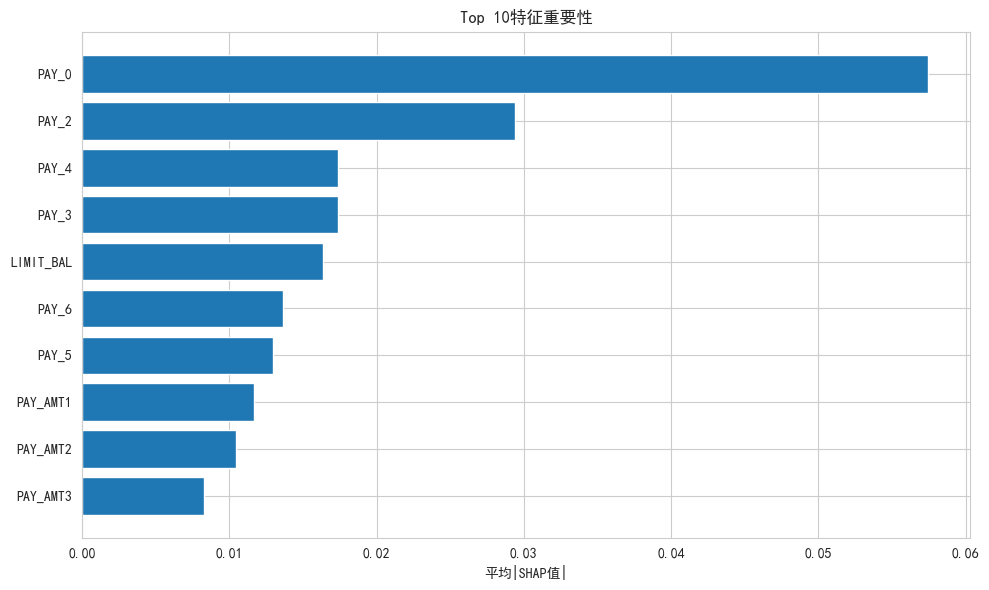 Top 10特征重要性
PAY_0
PAY_2
PAY_4
PAY_3
LIMIT_BAL
PAY_6
PAY_5
PAY_AMT1
PAY_AMT2
PAY_AMT3
0.00 0.01 0.02 0.03 0.04 0.05 0.06
平均|SHAP值|